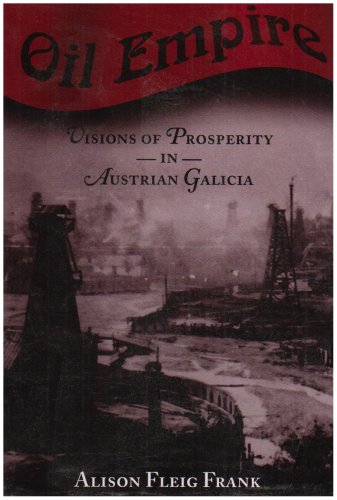 Oil Empire
VISIONS OF PROSPERITY
— IN —
AUSTRIAN GALICIA
ALISON FLEIG FRANK